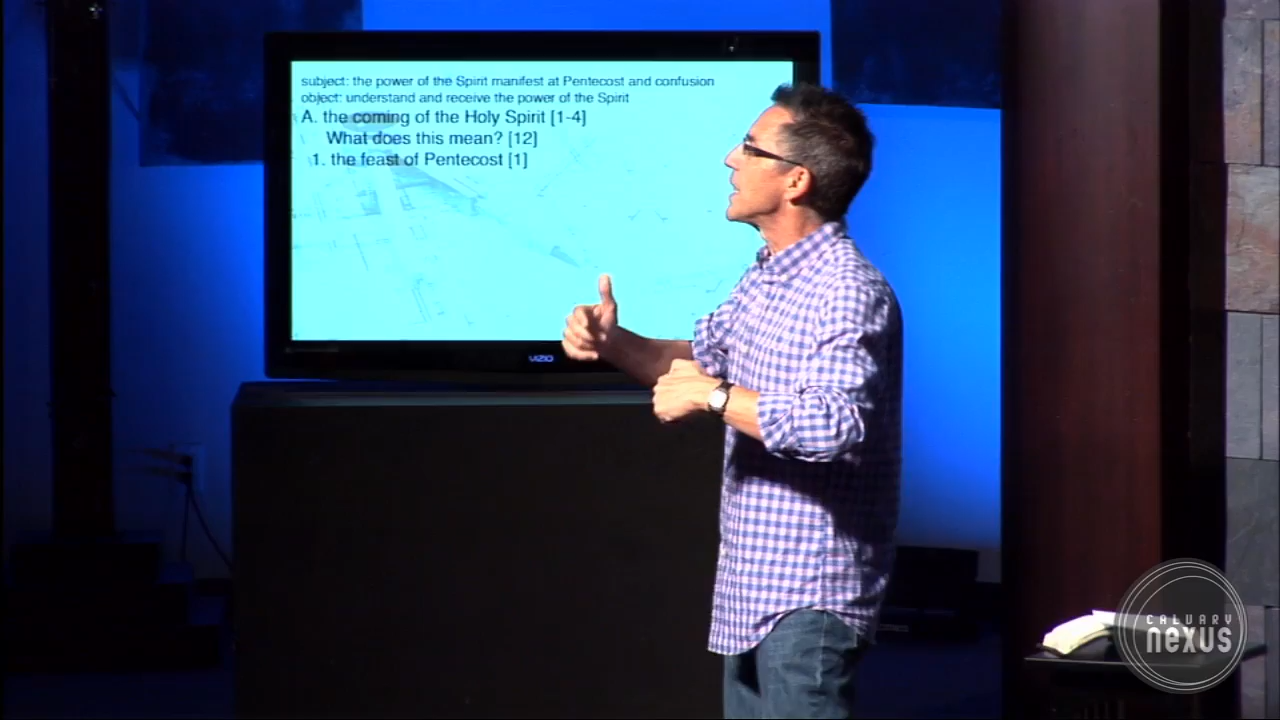 subject: the power of the Spirit manifest at Pentecost and confusion
object: understand and receive the power of the Spirit
A. the coming of the Holy Spirit [1-4]
What does this mean? [12]
1. the feast of Pentecost [1]
VIZIO
CALVARY
nexus